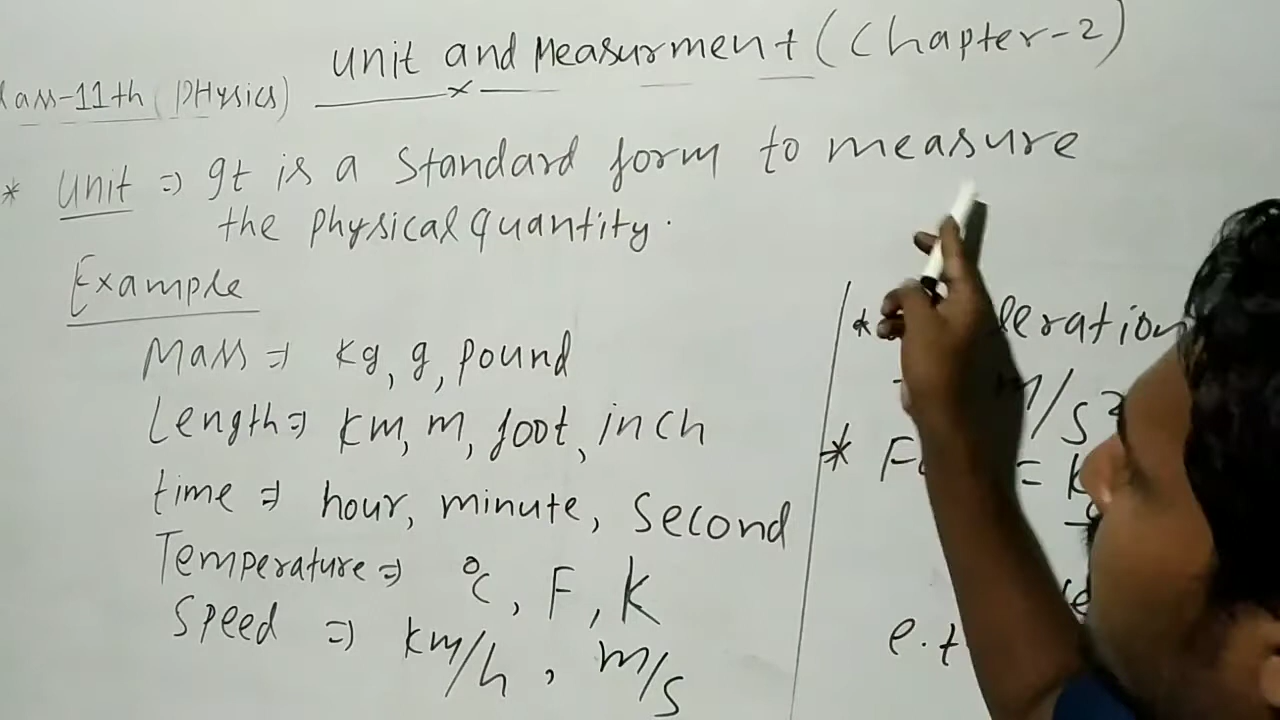 Unit and Measurment (Chapter-2)
lass-11th (PHysics)
* Unit => It is a Standard form to measure
the physical quantity.
Example
Mass => kg, g, pound
Length => km, m, foot, inch
time => hour, minute, Second
Temperature => °C, F, K
Speed => km/h, m/s
* leration
m/s²
* F = k
e.t